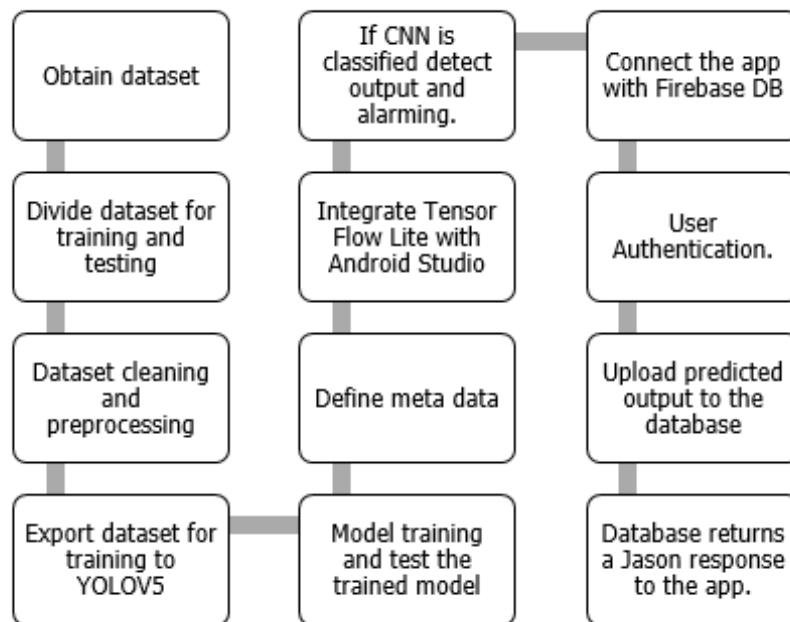 Obtain dataset
Divide dataset for
training and
testing
Dataset cleaning
and
preprocessing
Export dataset for
training to
YOLOV5
Model training
and test the
trained model
Define meta data
Integrate Tensor
Flow Lite with
Android Studio
If CNN is
classified detect
output and
alarming.
Connect the app
with Firebase DB
User
Authentication.
Upload predicted
output to the
database
Database returns
a Jason response
to the app.